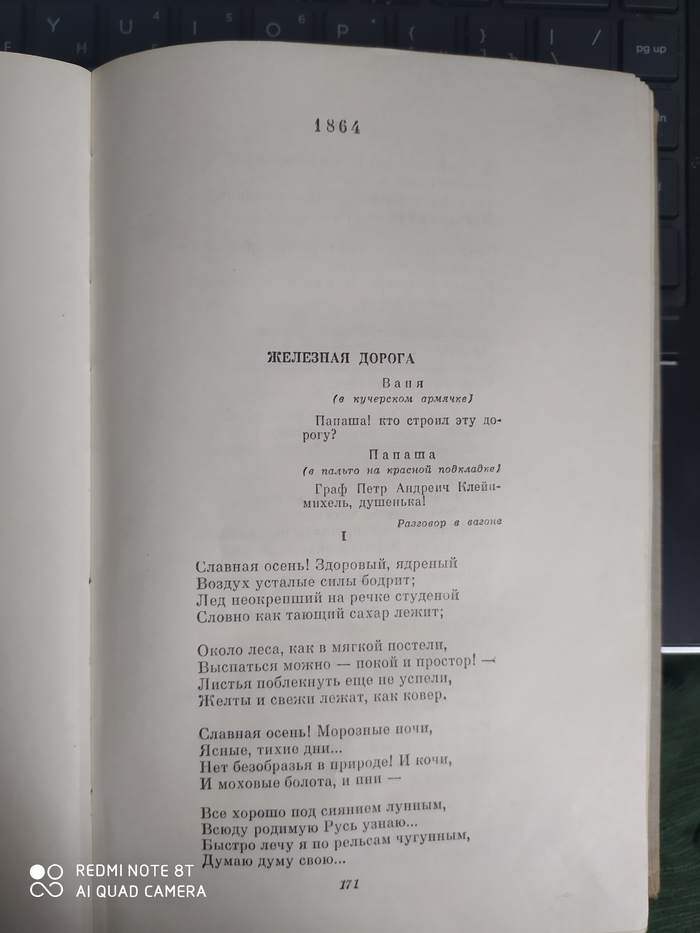 Y
U
4
I
5
O
6
P
*
{
[
}
]
|
\
/
pg up
1864
ЖЕЛЕЗНАЯ ДОРОГА
Ваня
(в кучерском армячке)
Папаша! кто строил эту до-
рогу?
Папаша
(в пальто на красной подкладке)
Граф Петр Андреич Клейн-
михель, душенька!
Разговор в вагоне
I
Славная осень! Здоровый, ядреный
Воздух усталые силы бодрит;
Лед неокрепший на речке студеной
Словно как тающий сахар лежит;
Около леса, как в мягкой постели,
Выспаться можно — покой и простор! —
Листья поблекнуть еще не успели,
Желты и свежи лежат, как ковер.
Славная осень! Морозные ночи,
Ясные, тихие дни...
Нет безобразья в природе! И кочи,
И моховые болота, и пни —
Все хорошо под сиянием лунным,
Всюду родимую Русь узнаю...
Быстро лечу я по рельсам чугунным,
Думаю думу свою...
171
REDMI NOTE 8T
AI QUAD CAMERA